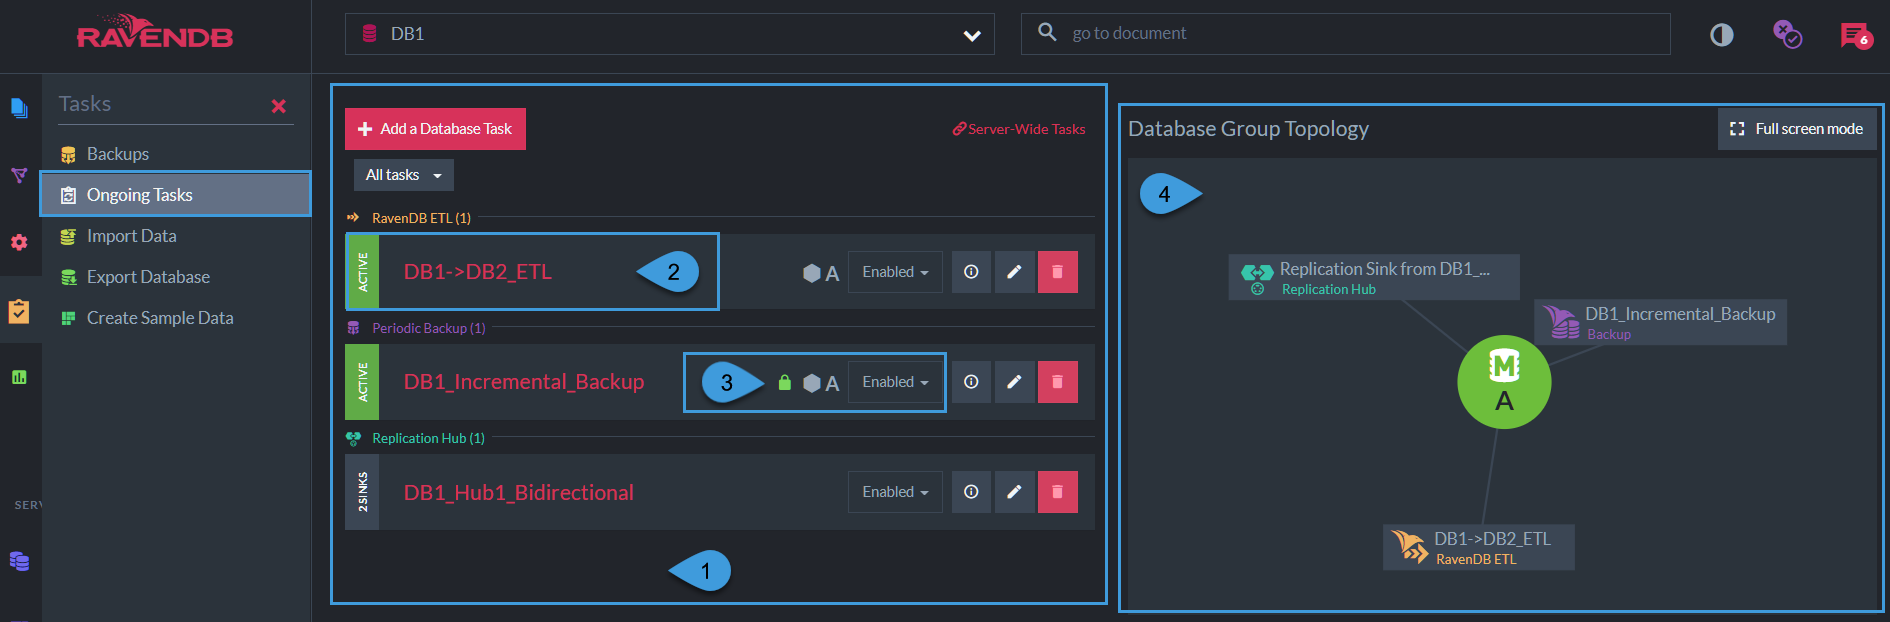 RAVENDB
DB1
go to document
6
Tasks
Backups
Ongoing Tasks
Import Data
Export Database
Create Sample Data
SERV
Add a Database Task
Server-Wide Tasks
All tasks
RavenDB ETL (1)
ACTIVE
DB1->DB2_ETL
2
A
Enabled
Periodic Backup (1)
ACTIVE
DB1_Incremental_Backup
3
A
Enabled
Replication Hub (1)
2 SINKS
DB1_Hub1_Bidirectional
Enabled
1
Database Group Topology
Full screen mode
4
Replication Sink from DB1_...
Replication Hub
DB1_Incremental_Backup
Backup
M
A
DB1->DB2_ETL
RavenDB ETL